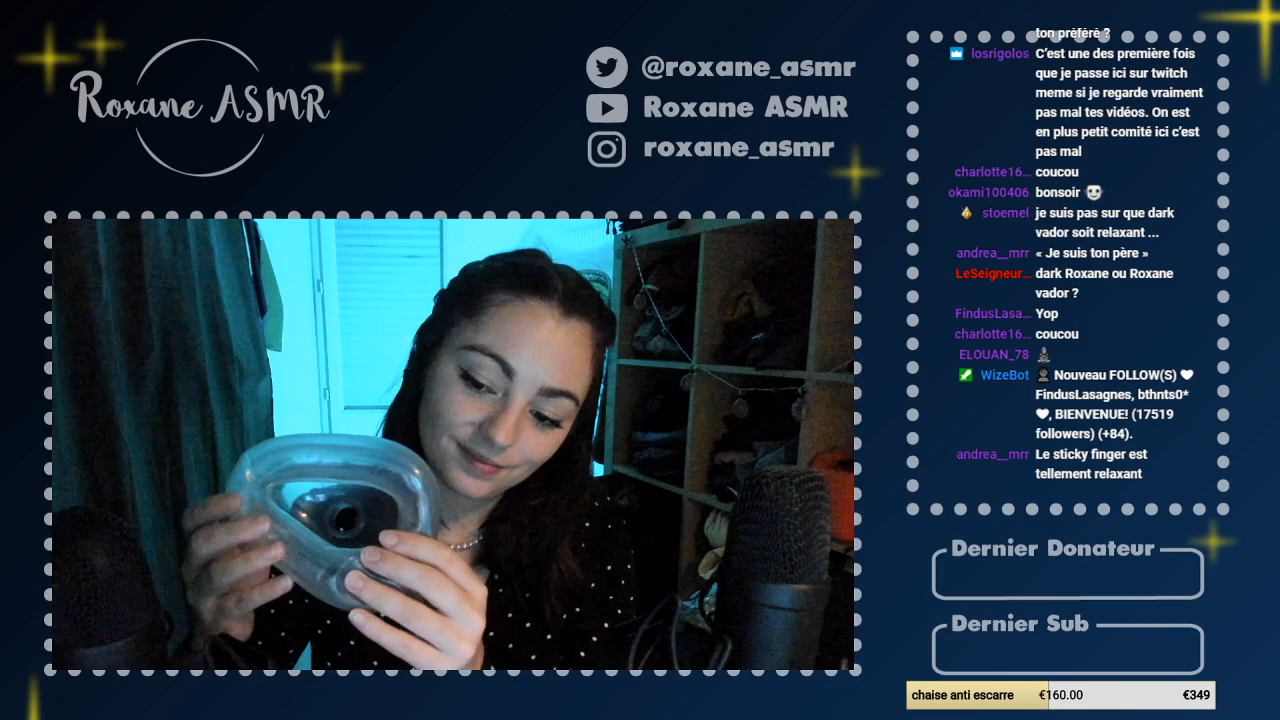 Roxane ASMR
@roxane_asmr
Roxane ASMR
roxane_asmr
ton préféré ?
losrigolos C'est une des première fois
que je passe ici sur twitch
meme si je regarde vraiment
pas mal tes vidéos. On est
en plus petit comité ici c'est
pas mal
charlotte16... coucou
okami100406 bonsoir
stoemel je suis pas sur que dark
vador soit relaxant ...
andrea__mrr « Je suis ton père »
LeSeigneur... dark Roxane ou Roxane
vador ?
FindusLasa... Yop
charlotte16... coucou
ELOUAN_78
WizeBot Nouveau FOLLOW(S)
FindusLasagnes, bthnts0*
, BIENVENUE! (17519
followers) (+84).
andrea__mrr Le sticky finger est
tellement relaxant
Dernier Donateur
Dernier Sub
chaise anti escarre €160.00 €349